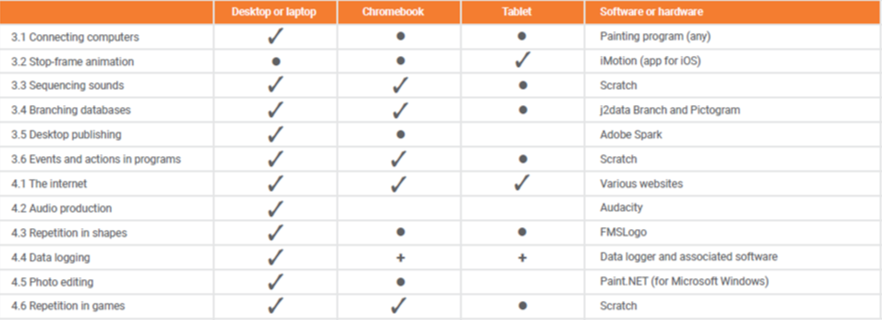 Desktop or laptop Chromebook Tablet Software or hardware
3.1 Connecting computers ✓ ● ● Painting program (any)
3.2 Stop-frame animation ● ● ✓ iMotion (app for iOS)
3.3 Sequencing sounds ✓ ✓ ● Scratch
3.4 Branching databases ✓ ✓ ● j2data Branch and Pictogram
3.5 Desktop publishing ✓ ● Adobe Spark
3.6 Events and actions in programs ✓ ✓ ● Scratch
4.1 The internet ✓ ✓ ✓ Various websites
4.2 Audio production ✓ Audacity
4.3 Repetition in shapes ✓ ● ● FMSLogo
4.4 Data logging ✓ + + Data logger and associated software
4.5 Photo editing ✓ ● Paint.NET (for Microsoft Windows)
4.6 Repetition in games ✓ ✓ ● Scratch